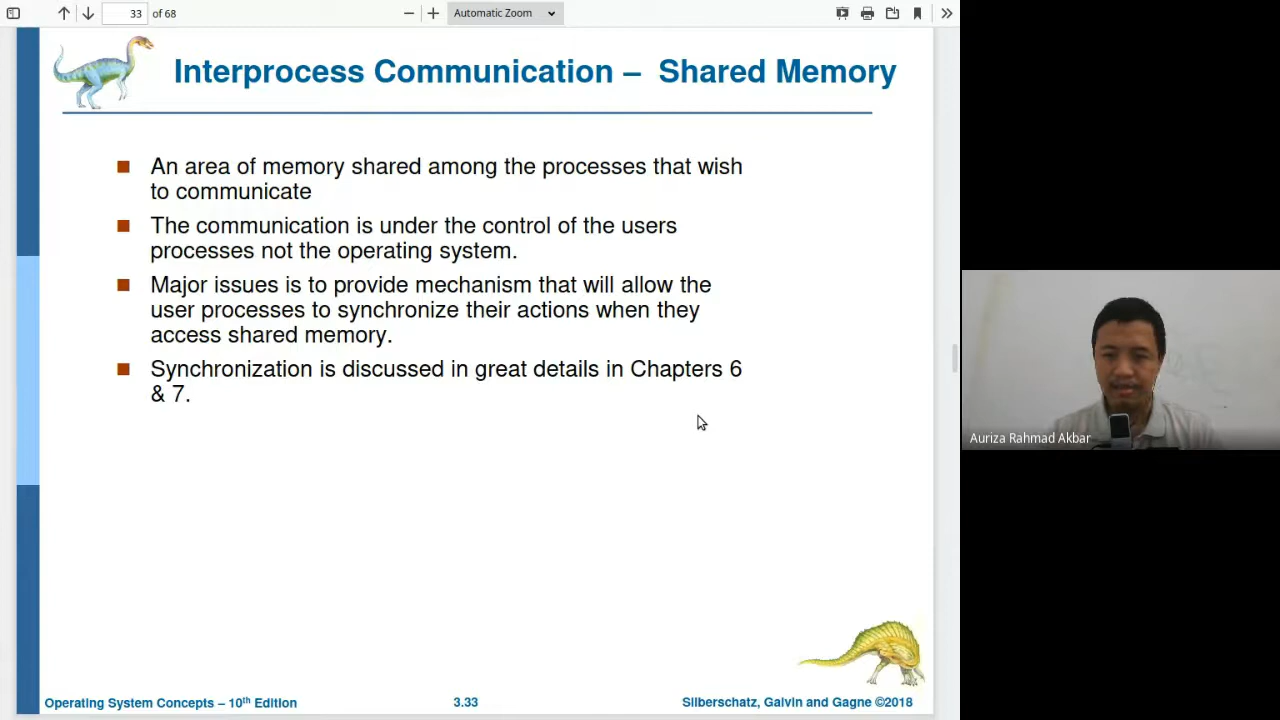 33 of 68
Automatic Zoom
Interprocess Communication – Shared Memory
An area of memory shared among the processes that wish
to communicate
The communication is under the control of the users
processes not the operating system.
Major issues is to provide mechanism that will allow the
user processes to synchronize their actions when they
access shared memory.
Synchronization is discussed in great details in Chapters 6
& 7.
Auriza Rahmad Akbar
Operating System Concepts – 10th Edition
3.33
Silberschatz, Galvin and Gagne ©2018